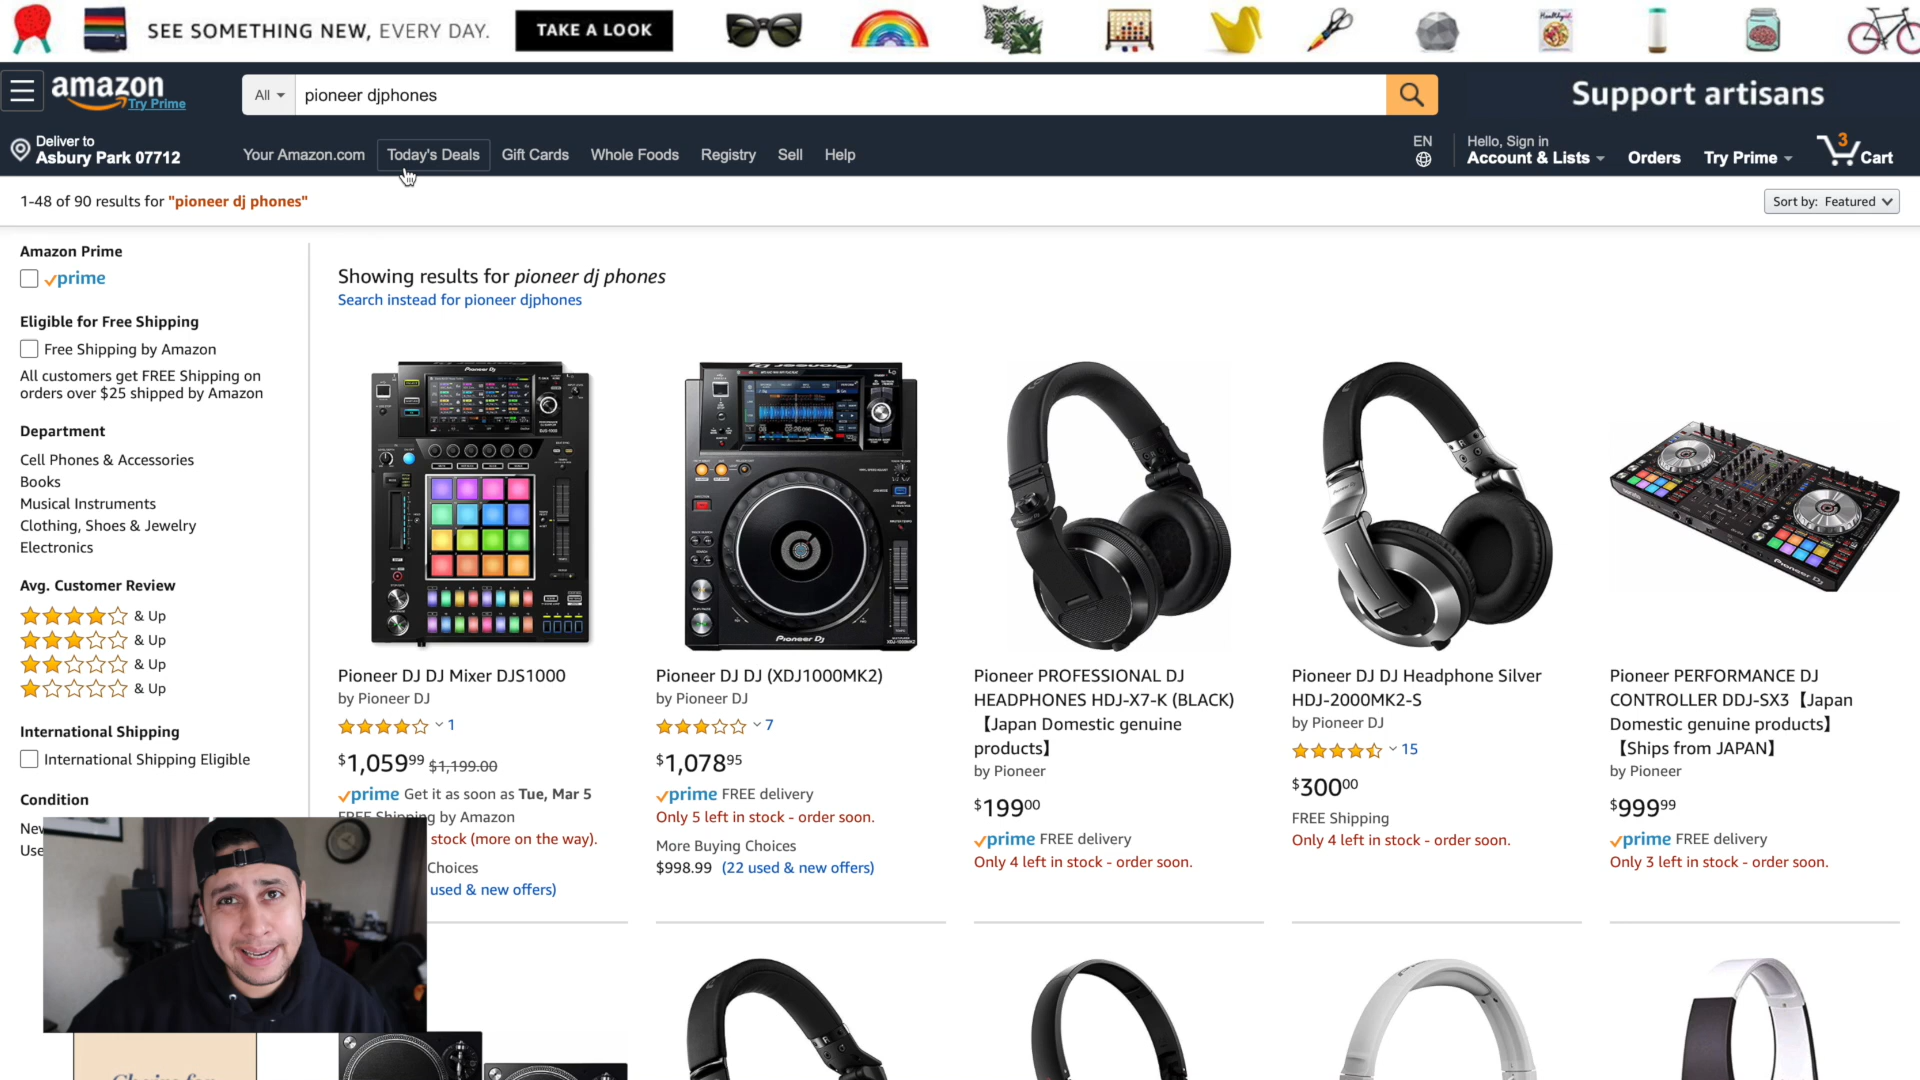 SEE SOMETHING NEW, EVERY DAY.
TAKE A LOOK
amazon
Try Prime
All
pioneer djphones
Support artisans
Deliver to
Asbury Park 07712
Your Amazon.com
Today's Deals
Gift Cards
Whole Foods
Registry
Sell
Help
EN
Hello, Sign in
Account & Lists
Orders
Try Prime
3
Cart
1-48 of 90 results for "pioneer dj phones"
Sort by: Featured
Amazon Prime
prime
Eligible for Free Shipping
Free Shipping by Amazon
All customers get FREE Shipping on
orders over $25 shipped by Amazon
Department
Cell Phones & Accessories
Books
Musical Instruments
Clothing, Shoes & Jewelry
Electronics
Avg. Customer Review
& Up
& Up
& Up
& Up
International Shipping
International Shipping Eligible
Condition
Showing results for pioneer dj phones
Search instead for pioneer djphones
Pioneer DJ DJ Mixer DJS1000
by Pioneer DJ
1
$1,059.99 $1,199.00
prime Get it as soon as Tue, Mar 5
FREE Shipping by Amazon
stock (more on the way).
Choices
used & new offers)
Pioneer DJ
Pioneer DJ DJ (XDJ1000MK2)
by Pioneer DJ
7
$1,078.95
prime FREE delivery
Only 5 left in stock - order soon.
More Buying Choices
$998.99 (22 used & new offers)
Pioneer PROFESSIONAL DJ
HEADPHONES HDJ-X7-K (BLACK)
【Japan Domestic genuine
products】
by Pioneer
$199.00
prime FREE delivery
Only 4 left in stock - order soon.
Pioneer DJ DJ Headphone Silver
HDJ-2000MK2-S
by Pioneer DJ
15
$300.00
FREE Shipping
Only 4 left in stock - order soon.
Pioneer PERFORMANCE DJ
CONTROLLER DDJ-SX3【Japan
Domestic genuine products】
【Ships from JAPAN】
by Pioneer
$999.99
prime FREE delivery
Only 3 left in stock - order soon.